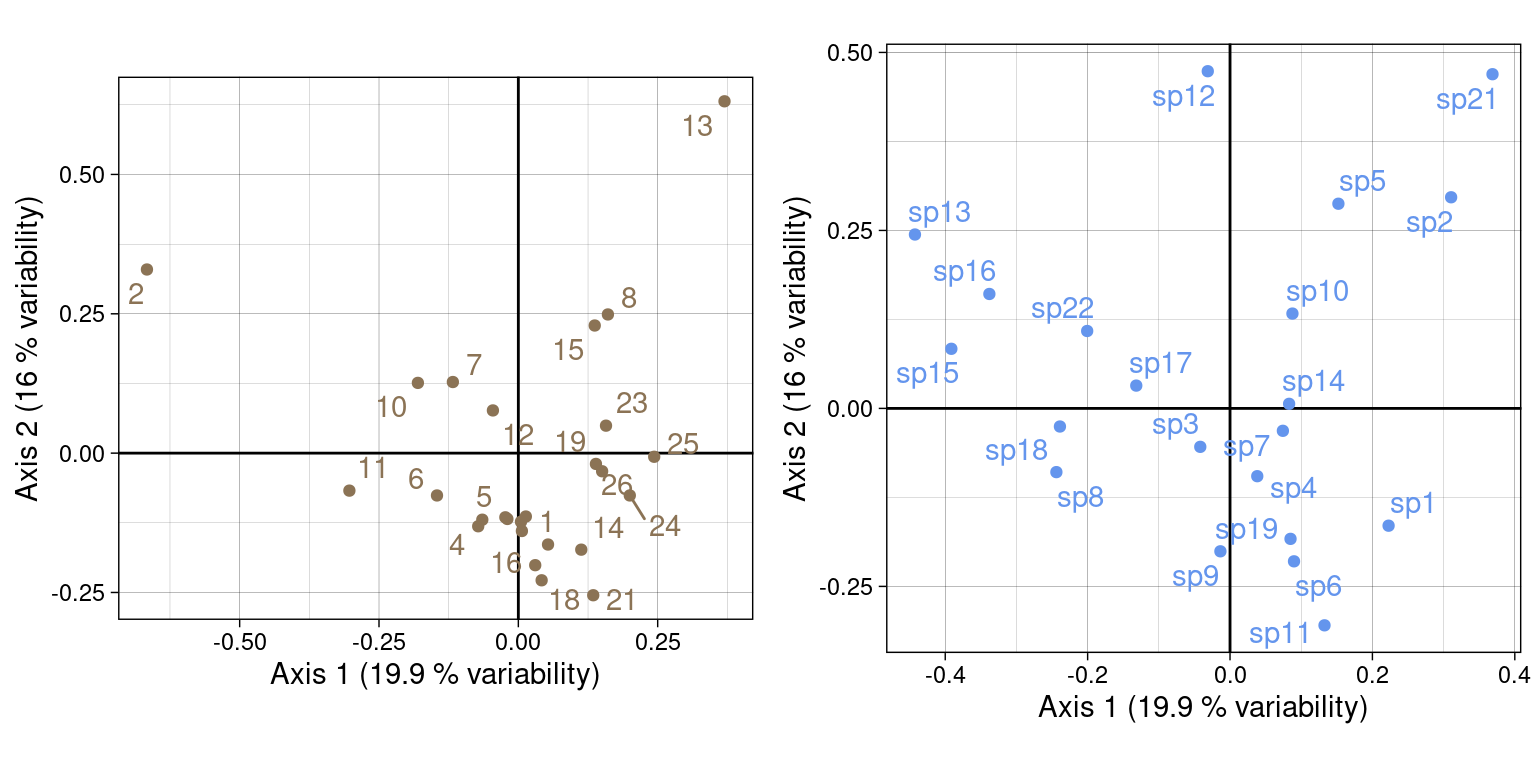 0.50
0.25
0.00
-0.25
-0.50
-0.25
0.00
0.25
Axis 1 (19.9 % variability)
Axis 2 (16 % variability)
13
2
8
15
7
10
23
12
19
25
11
6
26
5
1
14
24
4
16
18
21
0.50
0.25
0.00
-0.25
-0.4
-0.2
0.0
0.2
0.4
Axis 1 (19.9 % variability)
Axis 2 (16 % variability)
sp12
sp21
sp5
sp13
sp2
sp16
sp10
sp22
sp17
sp15
sp14
sp3
sp7
sp18
sp8
sp4
sp1
sp19
sp9
sp6
sp11